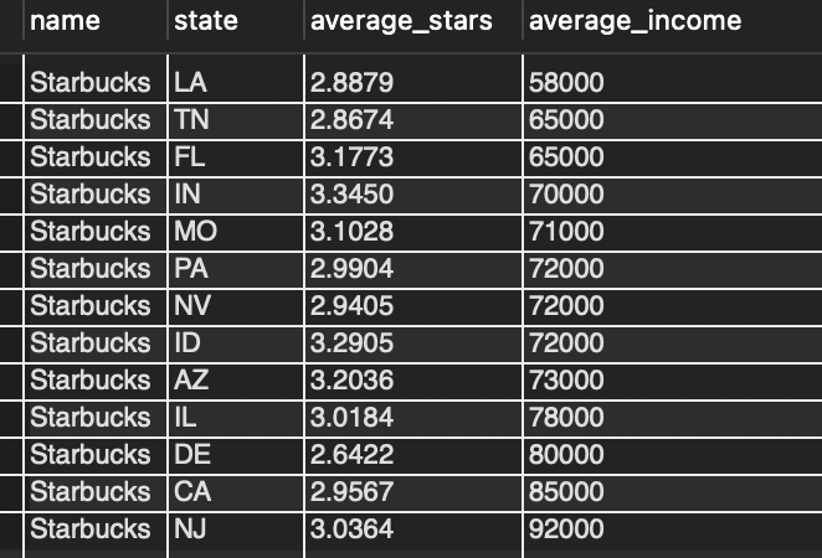 name state average_stars average_income
Starbucks LA 2.8879 58000
Starbucks TN 2.8674 65000
Starbucks FL 3.1773 65000
Starbucks IN 3.3450 70000
Starbucks MO 3.1028 71000
Starbucks PA 2.9904 72000
Starbucks NV 2.9405 72000
Starbucks ID 3.2905 72000
Starbucks AZ 3.2036 73000
Starbucks IL 3.0184 78000
Starbucks DE 2.6422 80000
Starbucks CA 2.9567 85000
Starbucks NJ 3.0364 92000